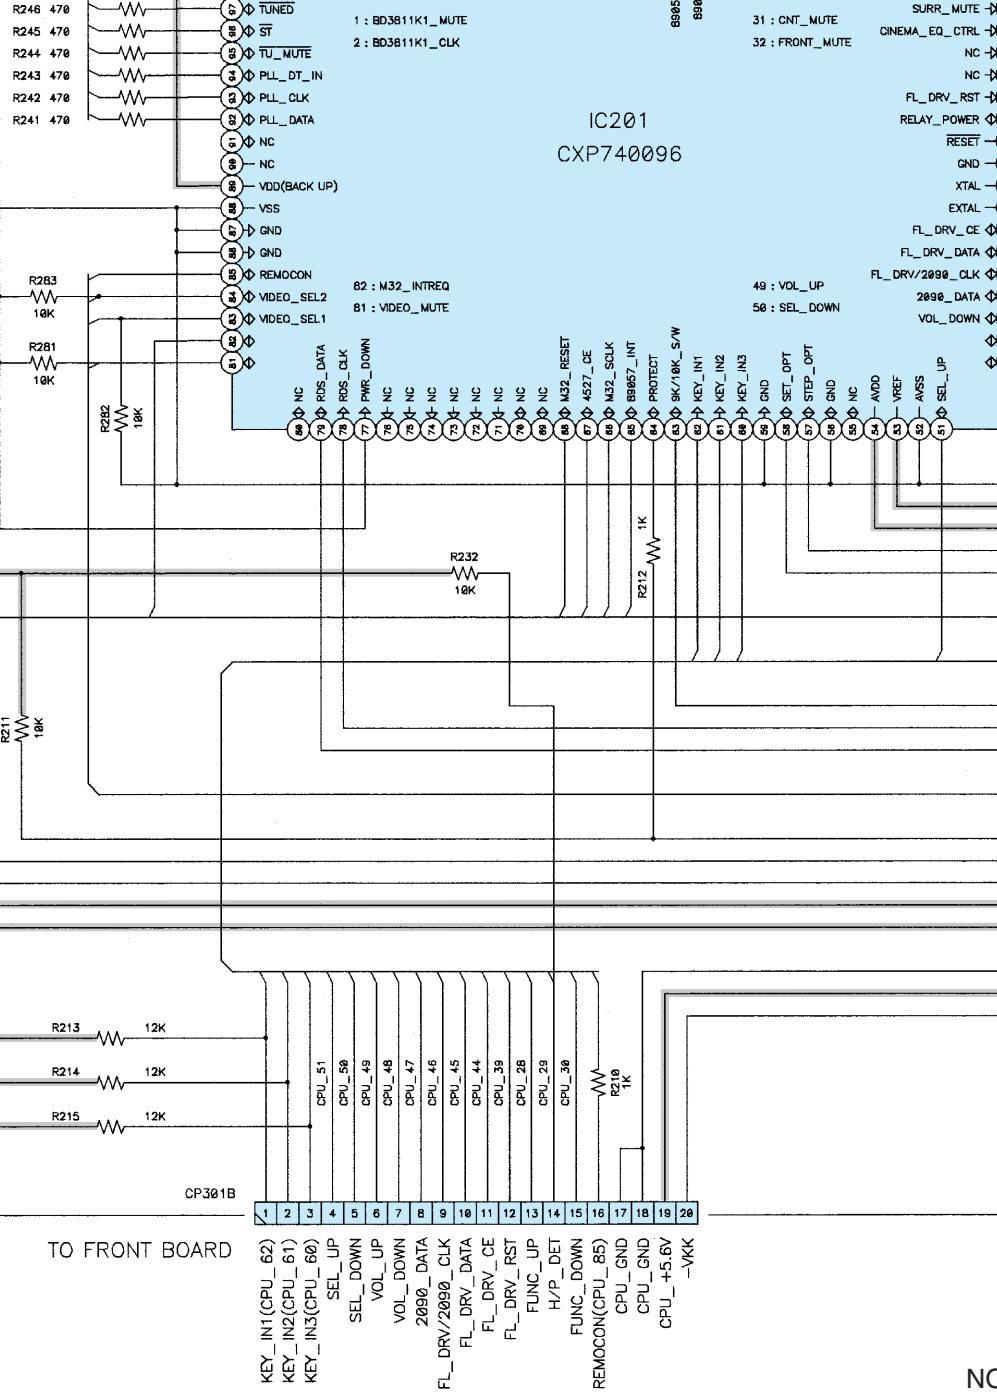 R246 470
R245 470
R244 470
R243 470
R242 470
R241 470
97 TUNED
96 ST
95 TU_MUTE
94 PLL_DT_IN
93 PLL_CLK
92 PLL_DATA
91 NC
90 NC
89 VDD(BACK UP)
88 VSS
87 GND
86 GND
85 REMOCON
84 VIDEO_SEL2
83 VIDEO_SEL1
82
81
1 : BD3811K1_MUTE
2 : BD3811K1_CLK
31 : CNT_MUTE
32 : FRONT_MUTE
IC201
CXP740096
82 : M32_INTREQ
81 : VIDEO_MUTE
49 : VOL_UP
50 : SEL_DOWN
SURR_MUTE
CINEMA_EQ_CTRL
NC
NC
FL_DRV_RST
RELAY_POWER
RESET
GND
XTAL
EXTAL
FL_DRV_CE
FL_DRV_DATA
FL_DRV/2090_CLK
2090_DATA
VOL_DOWN
R283
10K
R281
10K
R282
10K
80 NC
79 RDS_DATA
78 RDS_CLK
77 PWR_DOWN
76 NC
75 NC
74 NC
73 NC
72 NC
71 NC
70 NC
69 NC
68 M32_RESET
67 4527_CE
66 M32_SCLK
65 89057_INT
64 PROTECT
63 9K/10K_S/W
62 KEY_IN1
61 KEY_IN2
60 KEY_IN3
59 GND
58 SET_OPT
57 STEP_OPT
56 GND
55 NC
54 AVDD
53 VREF
52 AVSS
51 SEL_UP
R232
10K
R212 1K
R211
10K
R213 12K
R214 12K
R215 12K
CPU_51
CPU_50
CPU_49
CPU_48
CPU_47
CPU_46
CPU_45
CPU_44
CPU_39
CPU_28
CPU_29
CPU_30
R210
1K
CP301B
1 2 3 4 5 6 7 8 9 10 11 12 13 14 15 16 17 18 19 20
TO FRONT BOARD
KEY_IN1(CPU_62)
KEY_IN2(CPU_61)
KEY_IN3(CPU_60)
SEL_UP
SEL_DOWN
VOL_UP
VOL_DOWN
2090_DATA
FL_DRV/2090_CLK
FL_DRV_DATA
FL_DRV_CE
FL_DRV_RST
FUNC_UP
H/P_DET
FUNC_DOWN
REMOCON(CPU_85)
CPU_GND
CPU_GND
CPU_+5.6V
-VKK